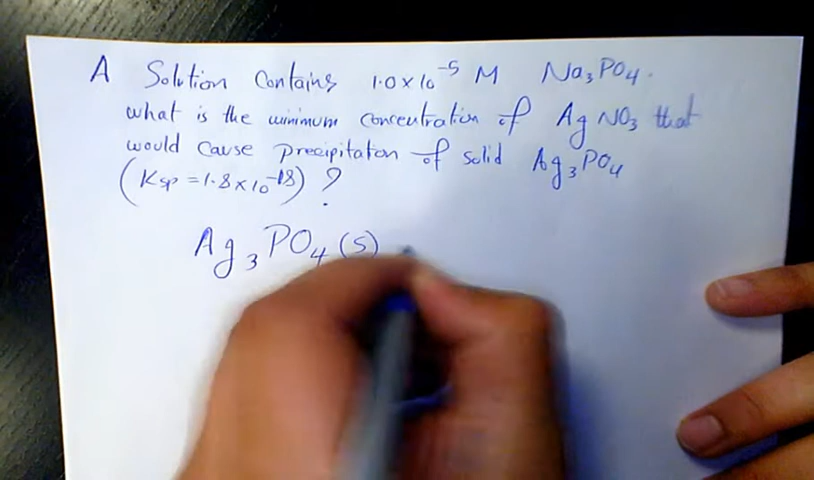 A Solution Contains 1.0×10⁻⁵ M Na₃PO₄.
what is the minimum concentration of AgNO₃ that
would cause precipitation of solid Ag₃PO₄
(Ksp = 1.8×10⁻¹⁸) ?
Ag₃PO₄(s)